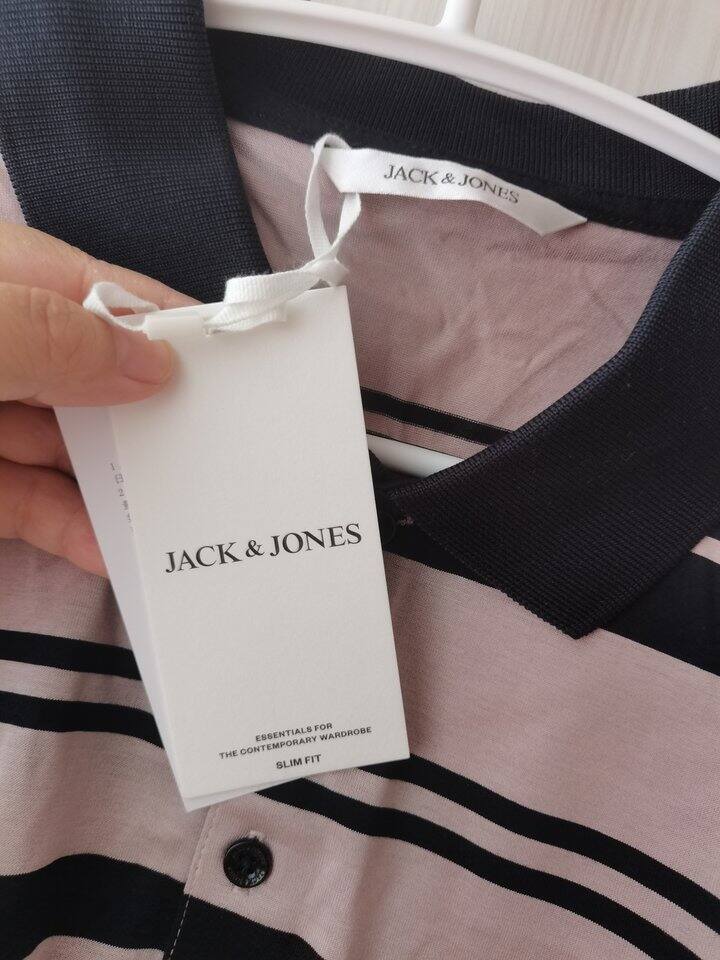 JACK & JONES
JACK & JONES
ESSENTIALS FOR
THE CONTEMPORARY WARDROBE
SLIM FIT